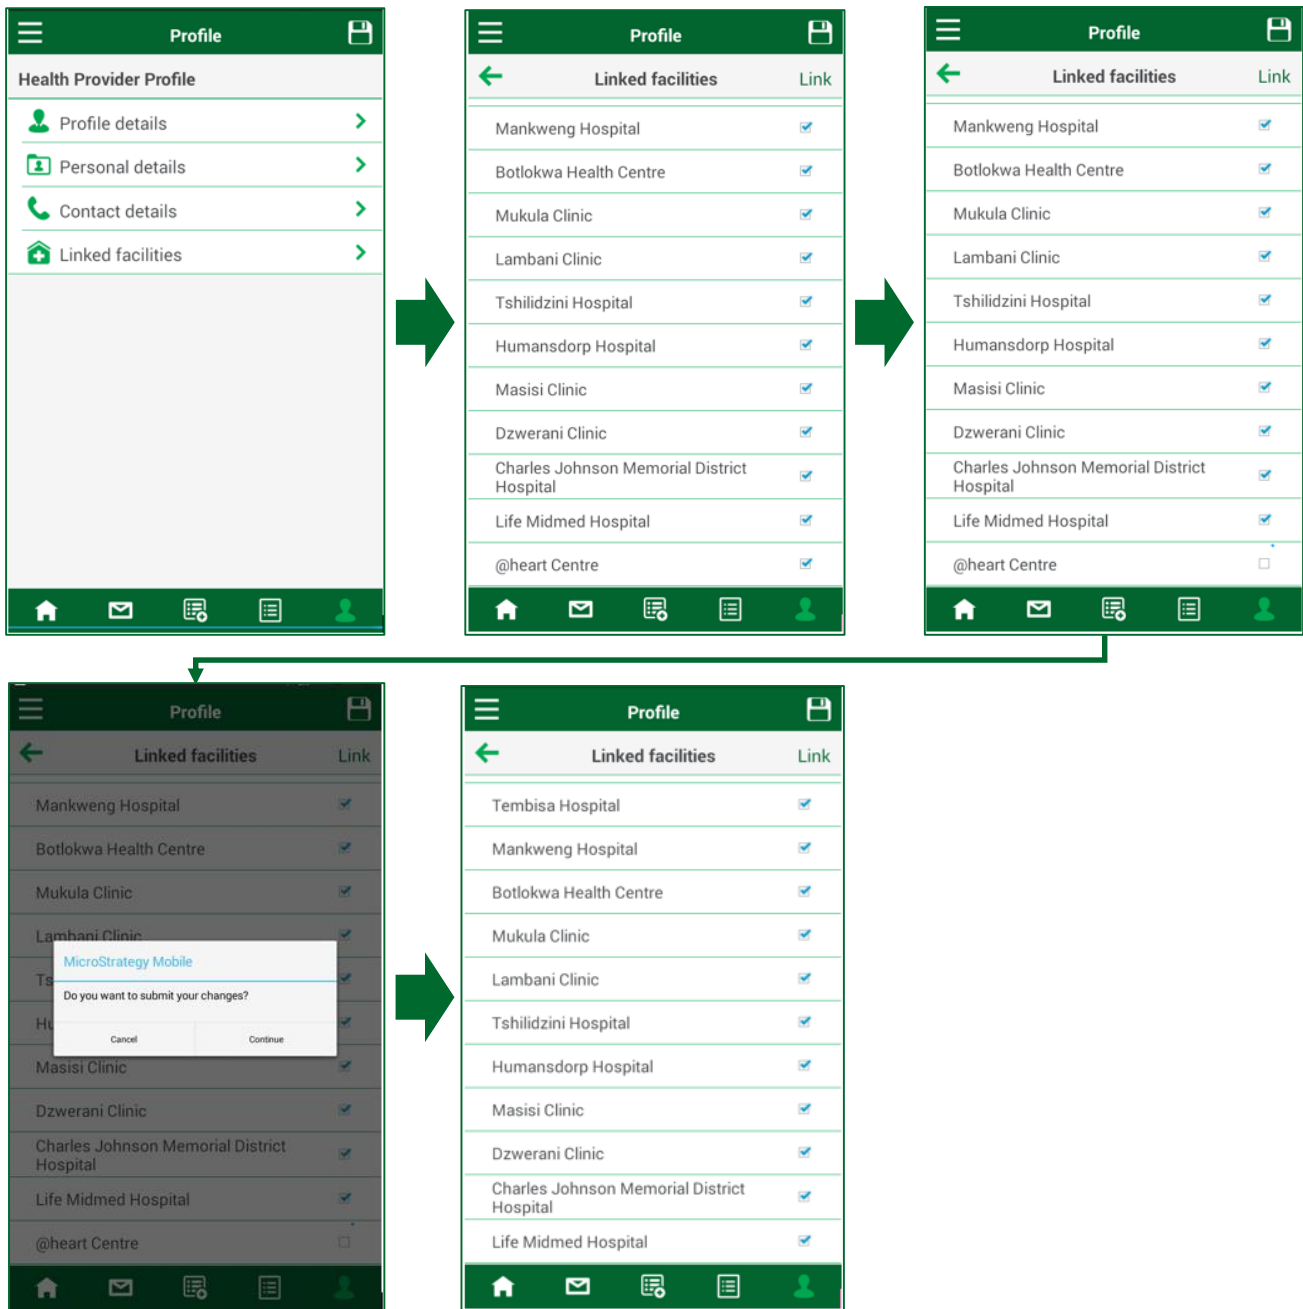 Profile
Health Provider Profile
Profile details
Personal details
Contact details
Linked facilities
Profile
Linked facilities Link
Mankweng Hospital
Botlokwa Health Centre
Mukula Clinic
Lambani Clinic
Tshilidzini Hospital
Humansdorp Hospital
Masisi Clinic
Dzwerani Clinic
Charles Johnson Memorial District
Hospital
Life Midmed Hospital
@heart Centre
Profile
Linked facilities Link
Mankweng Hospital
Botlokwa Health Centre
Mukula Clinic
Lambani Clinic
Tshilidzini Hospital
Humansdorp Hospital
Masisi Clinic
Dzwerani Clinic
Charles Johnson Memorial District
Hospital
Life Midmed Hospital
@heart Centre
Profile
Linked facilities Link
Mankweng Hospital
Botlokwa Health Centre
Mukula Clinic
Lambani Clinic
MicroStrategy Mobile
Ts
Do you want to submit your changes?
Hu
Cancel Continue
Masisi Clinic
Dzwerani Clinic
Charles Johnson Memorial District
Hospital
Life Midmed Hospital
@heart Centre
Profile
Linked facilities Link
Tembisa Hospital
Mankweng Hospital
Botlokwa Health Centre
Mukula Clinic
Lambani Clinic
Tshilidzini Hospital
Humansdorp Hospital
Masisi Clinic
Dzwerani Clinic
Charles Johnson Memorial District
Hospital
Life Midmed Hospital